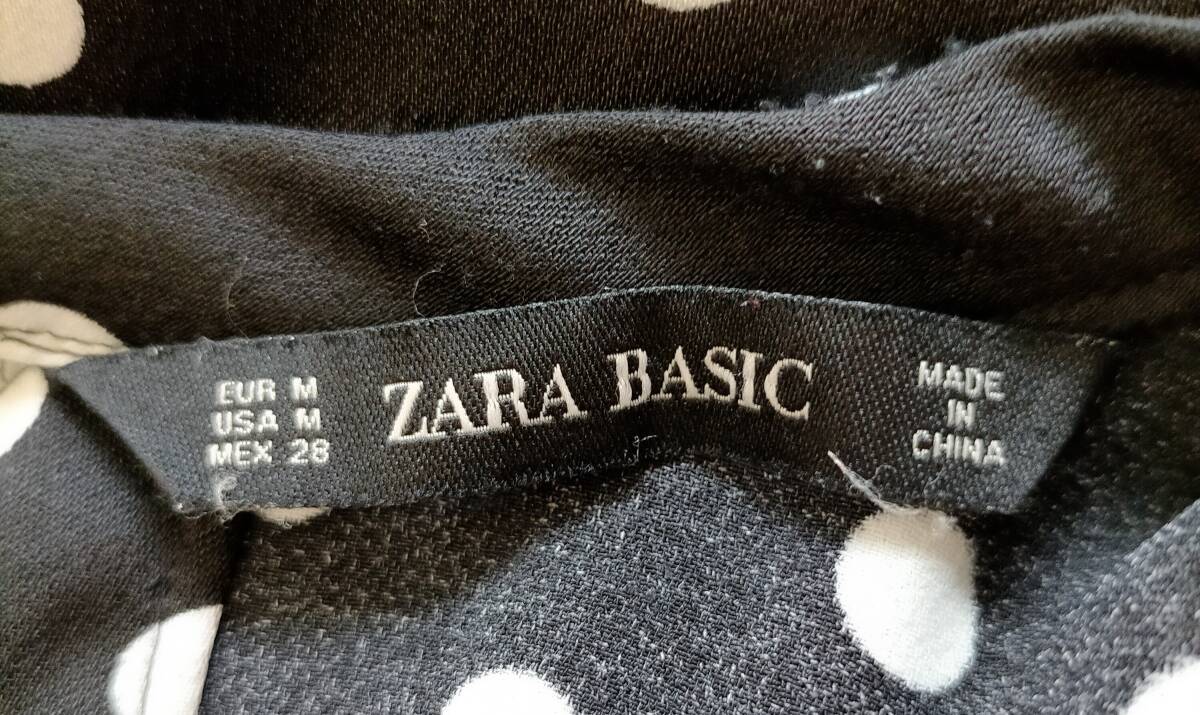 EUR M
USA M
MEX 28
ZARA BASIC
MADE
IN
CHINA